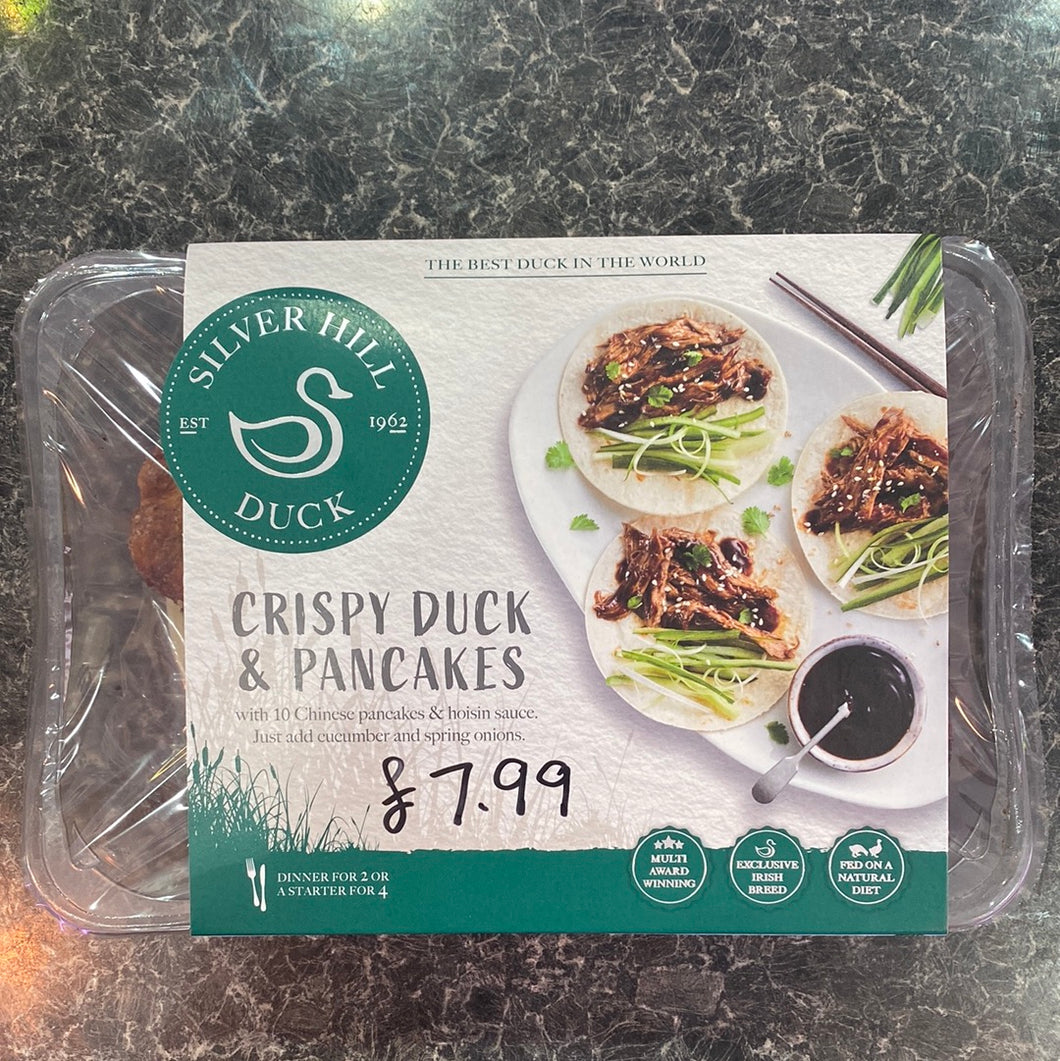 THE BEST DUCK IN THE WORLD
SILVER HILL
EST 1962
DUCK
CRISPY DUCK
& PANCAKES
with 10 Chinese pancakes & hoisin sauce.
Just add cucumber and spring onions.
£7.99
DINNER FOR 2 OR
A STARTER FOR 4
MULTI
AWARD
WINNING
EXCLUSIVE
IRISH
BREED
FED ON A
NATURAL
DIET